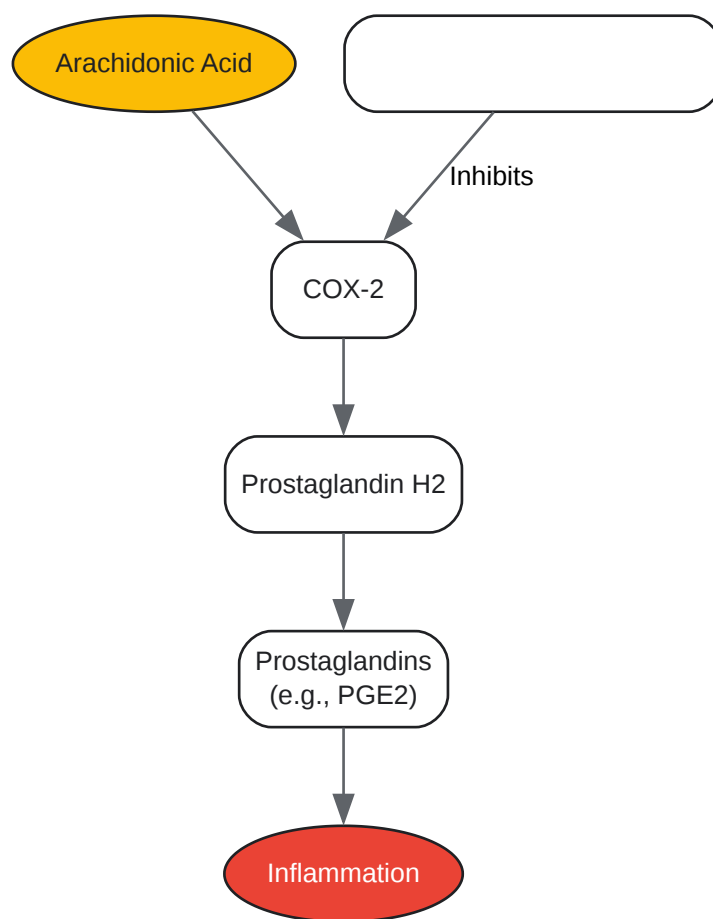 Arachidonic Acid
Inhibits
COX-2
Prostaglandin H2
Prostaglandins
(e.g., PGE2)
Inflammation